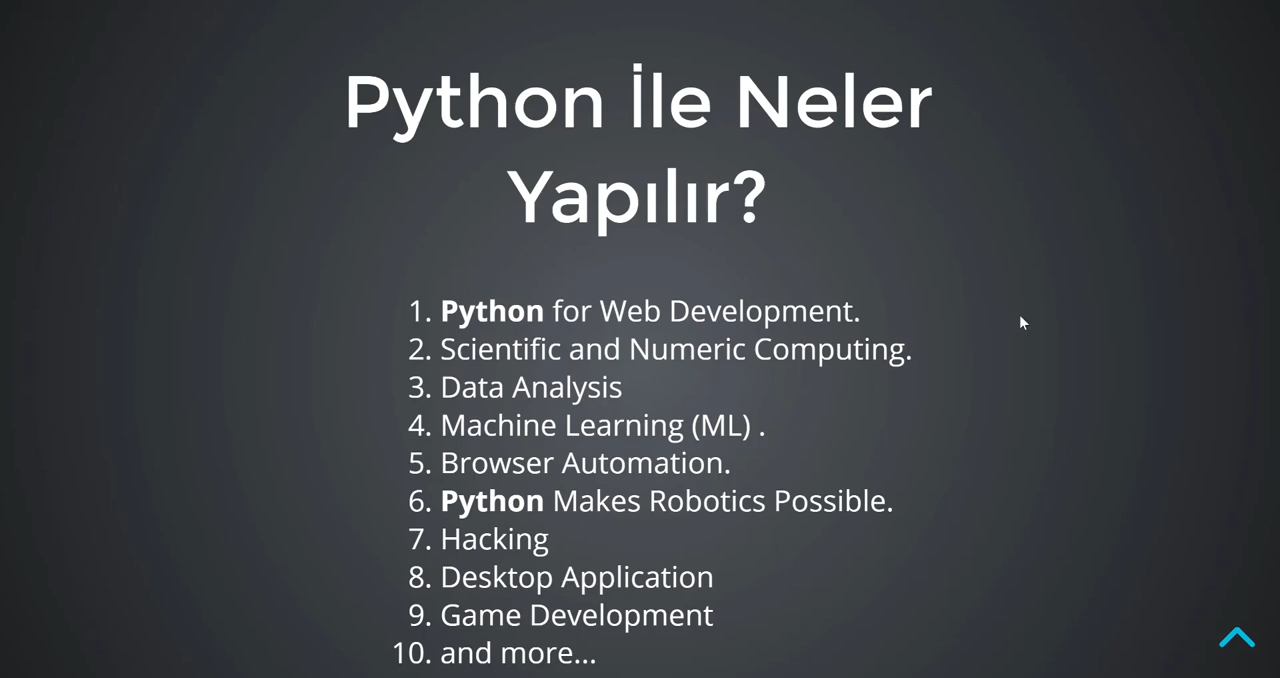 Python İle Neler
Yapılır?
1. Python for Web Development.
2. Scientific and Numeric Computing.
3. Data Analysis
4. Machine Learning (ML) .
5. Browser Automation.
6. Python Makes Robotics Possible.
7. Hacking
8. Desktop Application
9. Game Development
10. and more...